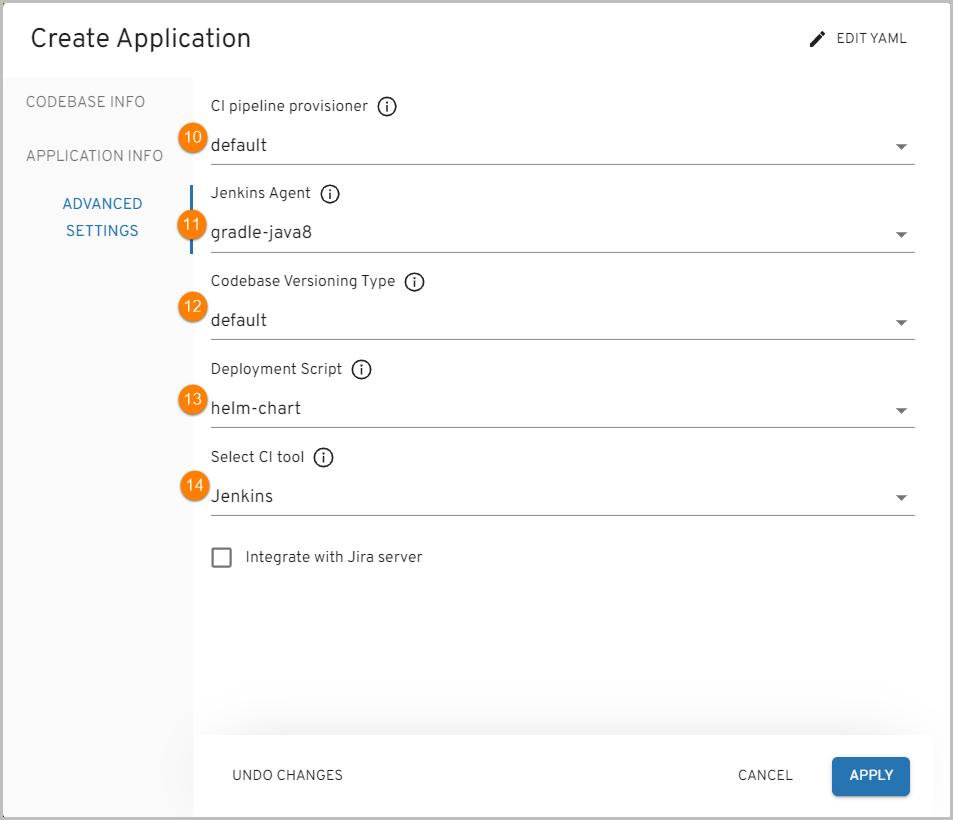 Create Application
EDIT YAML
CODEBASE INFO
APPLICATION INFO
ADVANCED
SETTINGS
CI pipeline provisioner
10
default
Jenkins Agent
11
gradle-java8
Codebase Versioning Type
12
default
Deployment Script
13
helm-chart
Select CI tool
14
Jenkins
Integrate with Jira server
UNDO CHANGES
CANCEL
APPLY